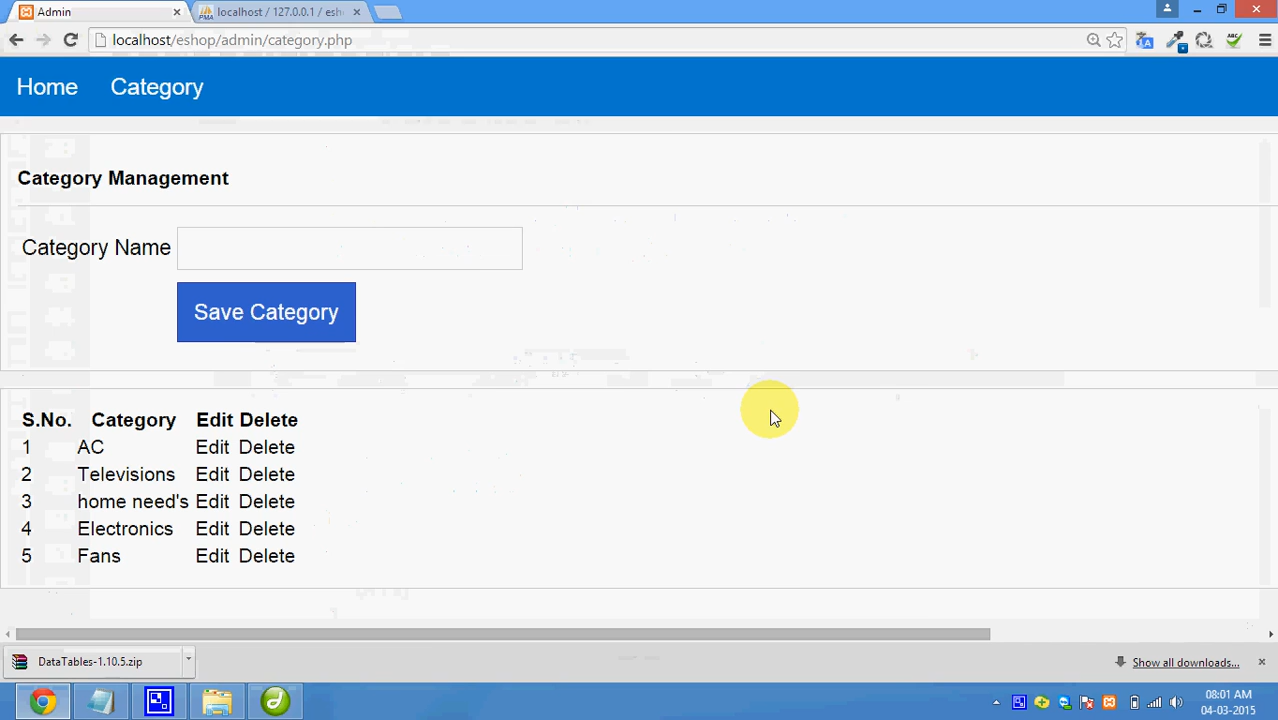 Admin
localhost / 127.0.0.1 / esh
localhost/eshop/admin/category.php
Home Category
Category Management
Category Name
Save Category
S.No. Category Edit Delete
1 AC Edit Delete
2 Televisions Edit Delete
3 home need's Edit Delete
4 Electronics Edit Delete
5 Fans Edit Delete
DataTables-1.10.5.zip
Show all downloads...
08:01 AM
04-03-2015